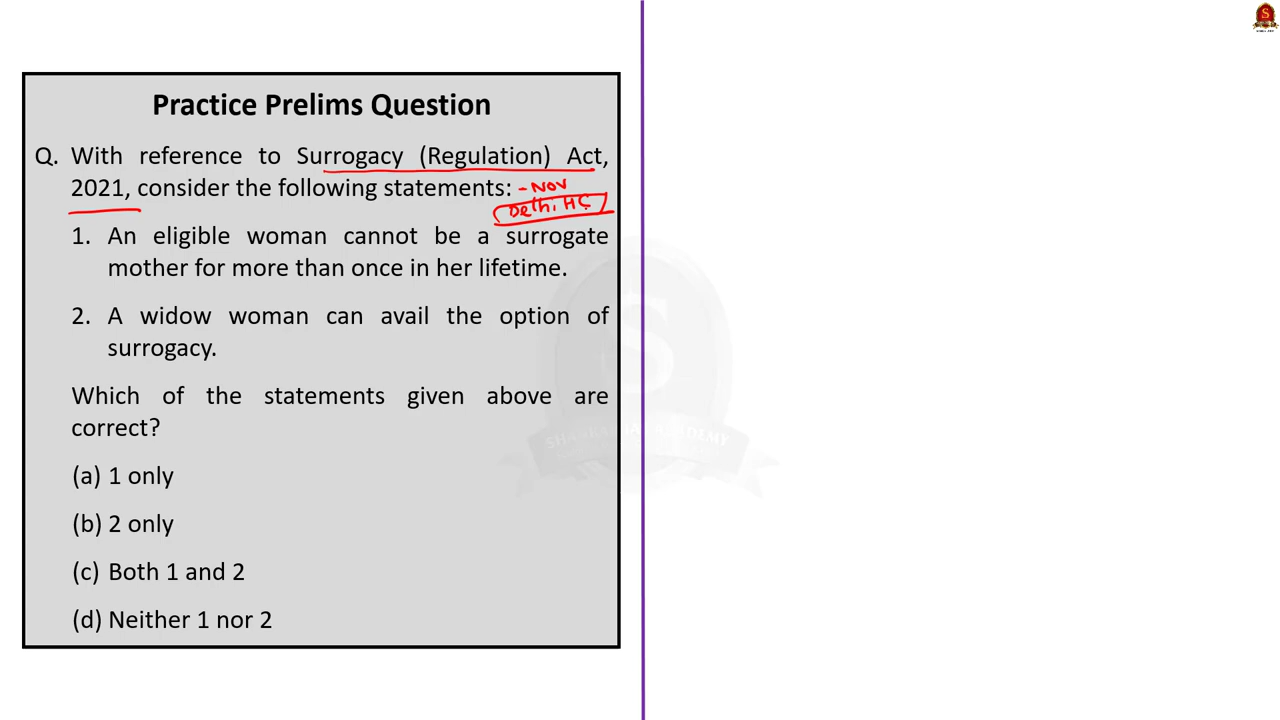 Practice Prelims Question
Q. With reference to Surrogacy (Regulation) Act,
2021, consider the following statements: - Nov
Delhi HC
1. An eligible woman cannot be a surrogate
mother for more than once in her lifetime.
2. A widow woman can avail the option of
surrogacy.
Which of the statements given above are
correct?
(a) 1 only
(b) 2 only
(c) Both 1 and 2
(d) Neither 1 nor 2